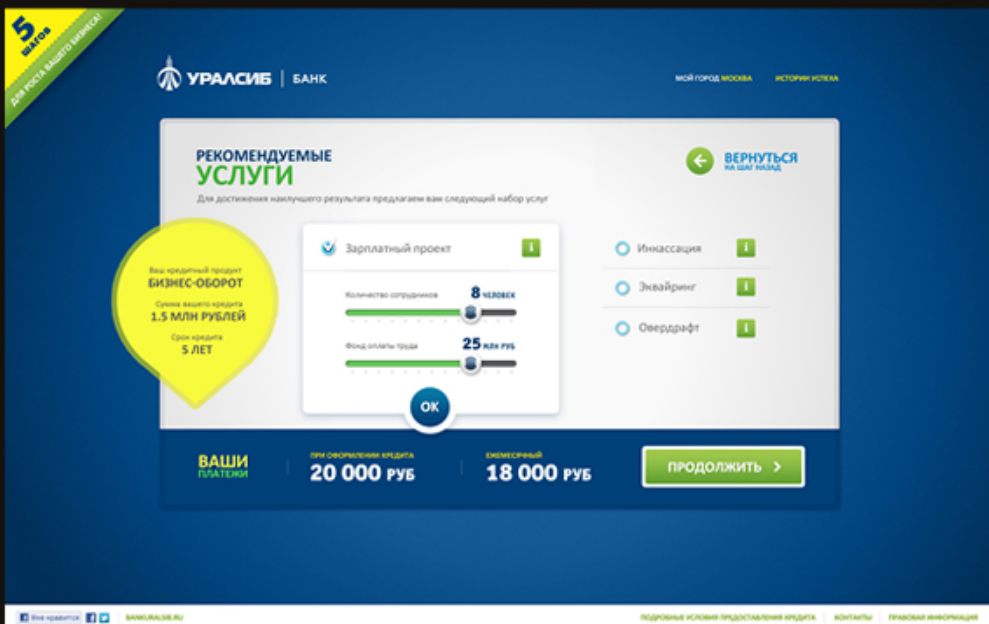 5
ШАГОВ
ДЛЯ РОСТА ВАШЕГО БИЗНЕСА!
УРАЛСИБ | БАНК
МОЙ ГОРОД МОСКВА
ИСТОРИИ УСПЕХА
РЕКОМЕНДУЕМЫЕ
УСЛУГИ
Для достижения наилучшего результата предлагаем вам следующий набор услуг
ВЕРНУТЬСЯ
НА ШАГ НАЗАД
Ваш кредитный продукт
БИЗНЕС-ОБОРОТ
Сумма вашего кредита
1.5 МЛН РУБЛЕЙ
Срок кредита
5 ЛЕТ
Зарплатный проект
i
Количество сотрудников
8 ЧЕЛОВЕК
Фонд оплаты труда
25 МЛН РУБ
ОК
Инкассация
i
Эквайринг
i
Овердрафт
i
ВАШИ
ПЛАТЕЖИ
ПРИ ОФОРМЛЕНИИ КРЕДИТА
20 000 РУБ
ЕЖЕМЕСЯЧНЫЙ
18 000 РУБ
ПРОДОЛЖИТЬ >
Мне нравится
BANKURALSIB.RU
ПОДРОБНЫЕ УСЛОВИЯ ПРЕДОСТАВЛЕНИЯ КРЕДИТА
КОНТАКТЫ
ПРАВОВАЯ ИНФОРМАЦИЯ